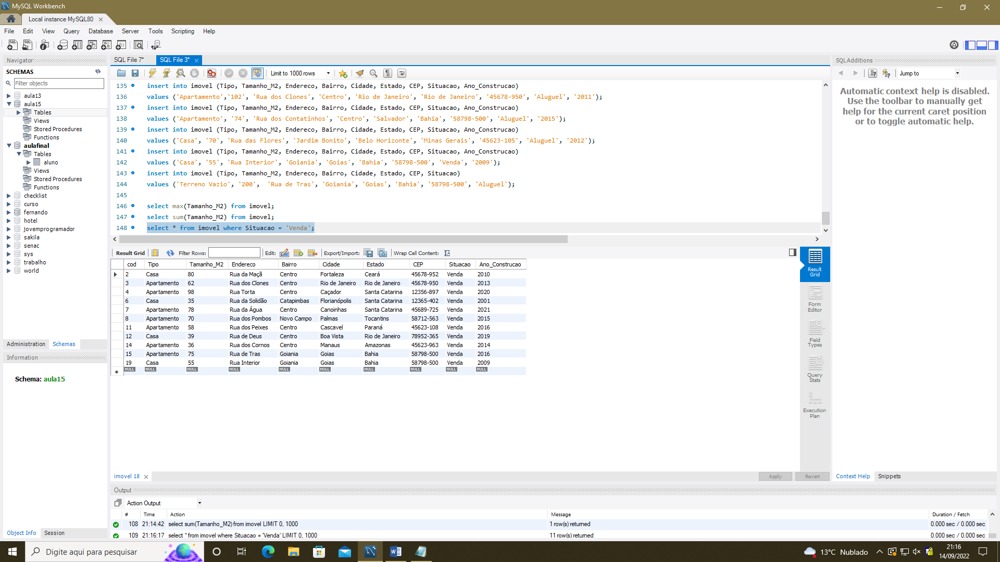 MySQL Workbench
Local instance MySQL80
File Edit View Query Database Server Tools Scripting Help
Navigator
SCHEMAS
Filter objects
aula13
aula15
Tables
Views
Stored Procedures
Functions
aulafinal
Tables
aluno
Views
Stored Procedures
Functions
checklist
curso
fernando
hotel
jovemprogramador
sakila
senac
sys
trabalho
world
Administration Schemas
Information
Schema: aula15
Object Info Session
SQL File 7* SQL File 3*
Limit to 1000 rows
135 insert into imovel (Tipo, Tamanho_M2, Endereco, Bairro, Cidade, Estado, CEP, Situacao, Ano_Construcao)
136 values ('Apartamento','102', 'Rua dos Clones', 'Centro', 'Rio de Janeiro', 'Rio de Janeiro', '45678-950', 'Aluguel', '2011');
137 insert into imovel (Tipo, Tamanho_M2, Endereco, Bairro, Cidade, Estado, CEP, Situacao, Ano_Construcao)
138 values ('Apartamento', '74', 'Rua dos Contatinhos', 'Centro', 'Salvador', 'Bahia', '58798-500', 'Aluguel', '2015');
139 insert into imovel (Tipo, Tamanho_M2, Endereco, Bairro, Cidade, Estado, CEP, Situacao, Ano_Construcao)
140 values ('Casa', '70', 'Rua das Flores', 'Jardim Bonito', 'Belo Horizonte', 'Minas Gerais', '45623-105', 'Aluguel', '2012');
141 insert into imovel (Tipo, Tamanho_M2, Endereco, Bairro, Cidade, Estado, CEP, Situacao, Ano_Construcao)
142 values ('Casa', '55', 'Rua Interior', 'Goiania', 'Goias', 'Bahia', '58798-500', 'Venda', '2009');
143 insert into imovel (Tipo, Tamanho_M2, Endereco, Bairro, Cidade, Estado, CEP, Situacao)
144 values ('Terreno Vazio', '200',  'Rua de Tras', 'Goiania', 'Goias', 'Bahia', '58798-500', 'Aluguel');
145
146 select max(Tamanho_M2) from imovel;
147 select sum(Tamanho_M2) from imovel;
148 select * from imovel where Situacao = 'Venda';
Result Grid Filter Rows: Edit: Export/Import: Wrap Cell Content:
cod Tipo Tamanho_M2 Endereco Bairro Cidade Estado CEP Situacao Ano_Construcao
2 Casa 80 Rua da Maçã Centro Fortaleza Ceará 45678-952 Venda 2010
3 Apartamento 62 Rua dos Clones Centro Rio de Janeiro Rio de Janeiro 45678-950 Venda 2013
4 Apartamento 98 Rua Torta Centro Caçador Santa Catarina 12356-897 Venda 2020
6 Casa 35 Rua da Solidão Catapimbas Florianópolis Santa Catarina 12365-402 Venda 2001
7 Apartamento 78 Rua da Água Centro Canoinhas Santa Catarina 45689-725 Venda 2021
8 Apartamento 70 Rua dos Pombos Novo Campo Palmas Tocantins 58712-563 Venda 2015
11 Apartamento 58 Rua dos Peixes Centro Cascavel Paraná 45623-108 Venda 2016
12 Casa 39 Rua de Deus Centro Boa Vista Rio de Janeiro 78952-365 Venda 2019
14 Apartamento 36 Rua dos Cornos Centro Manaus Amazonas 45623-963 Venda 2014
15 Apartamento 75 Rua de Tras Goiania Goias Bahia 58798-500 Venda 2016
19 Casa 55 Rua Interior Goiania Goias Bahia 58798-500 Venda 2009
NULL NULL NULL NULL NULL NULL NULL NULL NULL NULL
Result Grid
Form Editor
Field Types
Query Stats
Execution Plan
imovel 18
Apply Revert
SQLAdditions
Jump to
Automatic context help is disabled.
Use the toolbar to manually get
help for the current caret position
or to toggle automatic help.
Context Help Snippets
Output
Action Output
# Time Action Message Duration / Fetch
108 21:14:42 select sum(Tamanho_M2) from imovel LIMIT 0, 1000 1 row(s) returned 0.000 sec / 0.000 sec
109 21:16:17 select * from imovel where Situacao = 'Venda' LIMIT 0, 1000 11 row(s) returned 0.000 sec / 0.000 sec
Digite aqui para pesquisar
13°C Nublado
21:16
14/09/2022